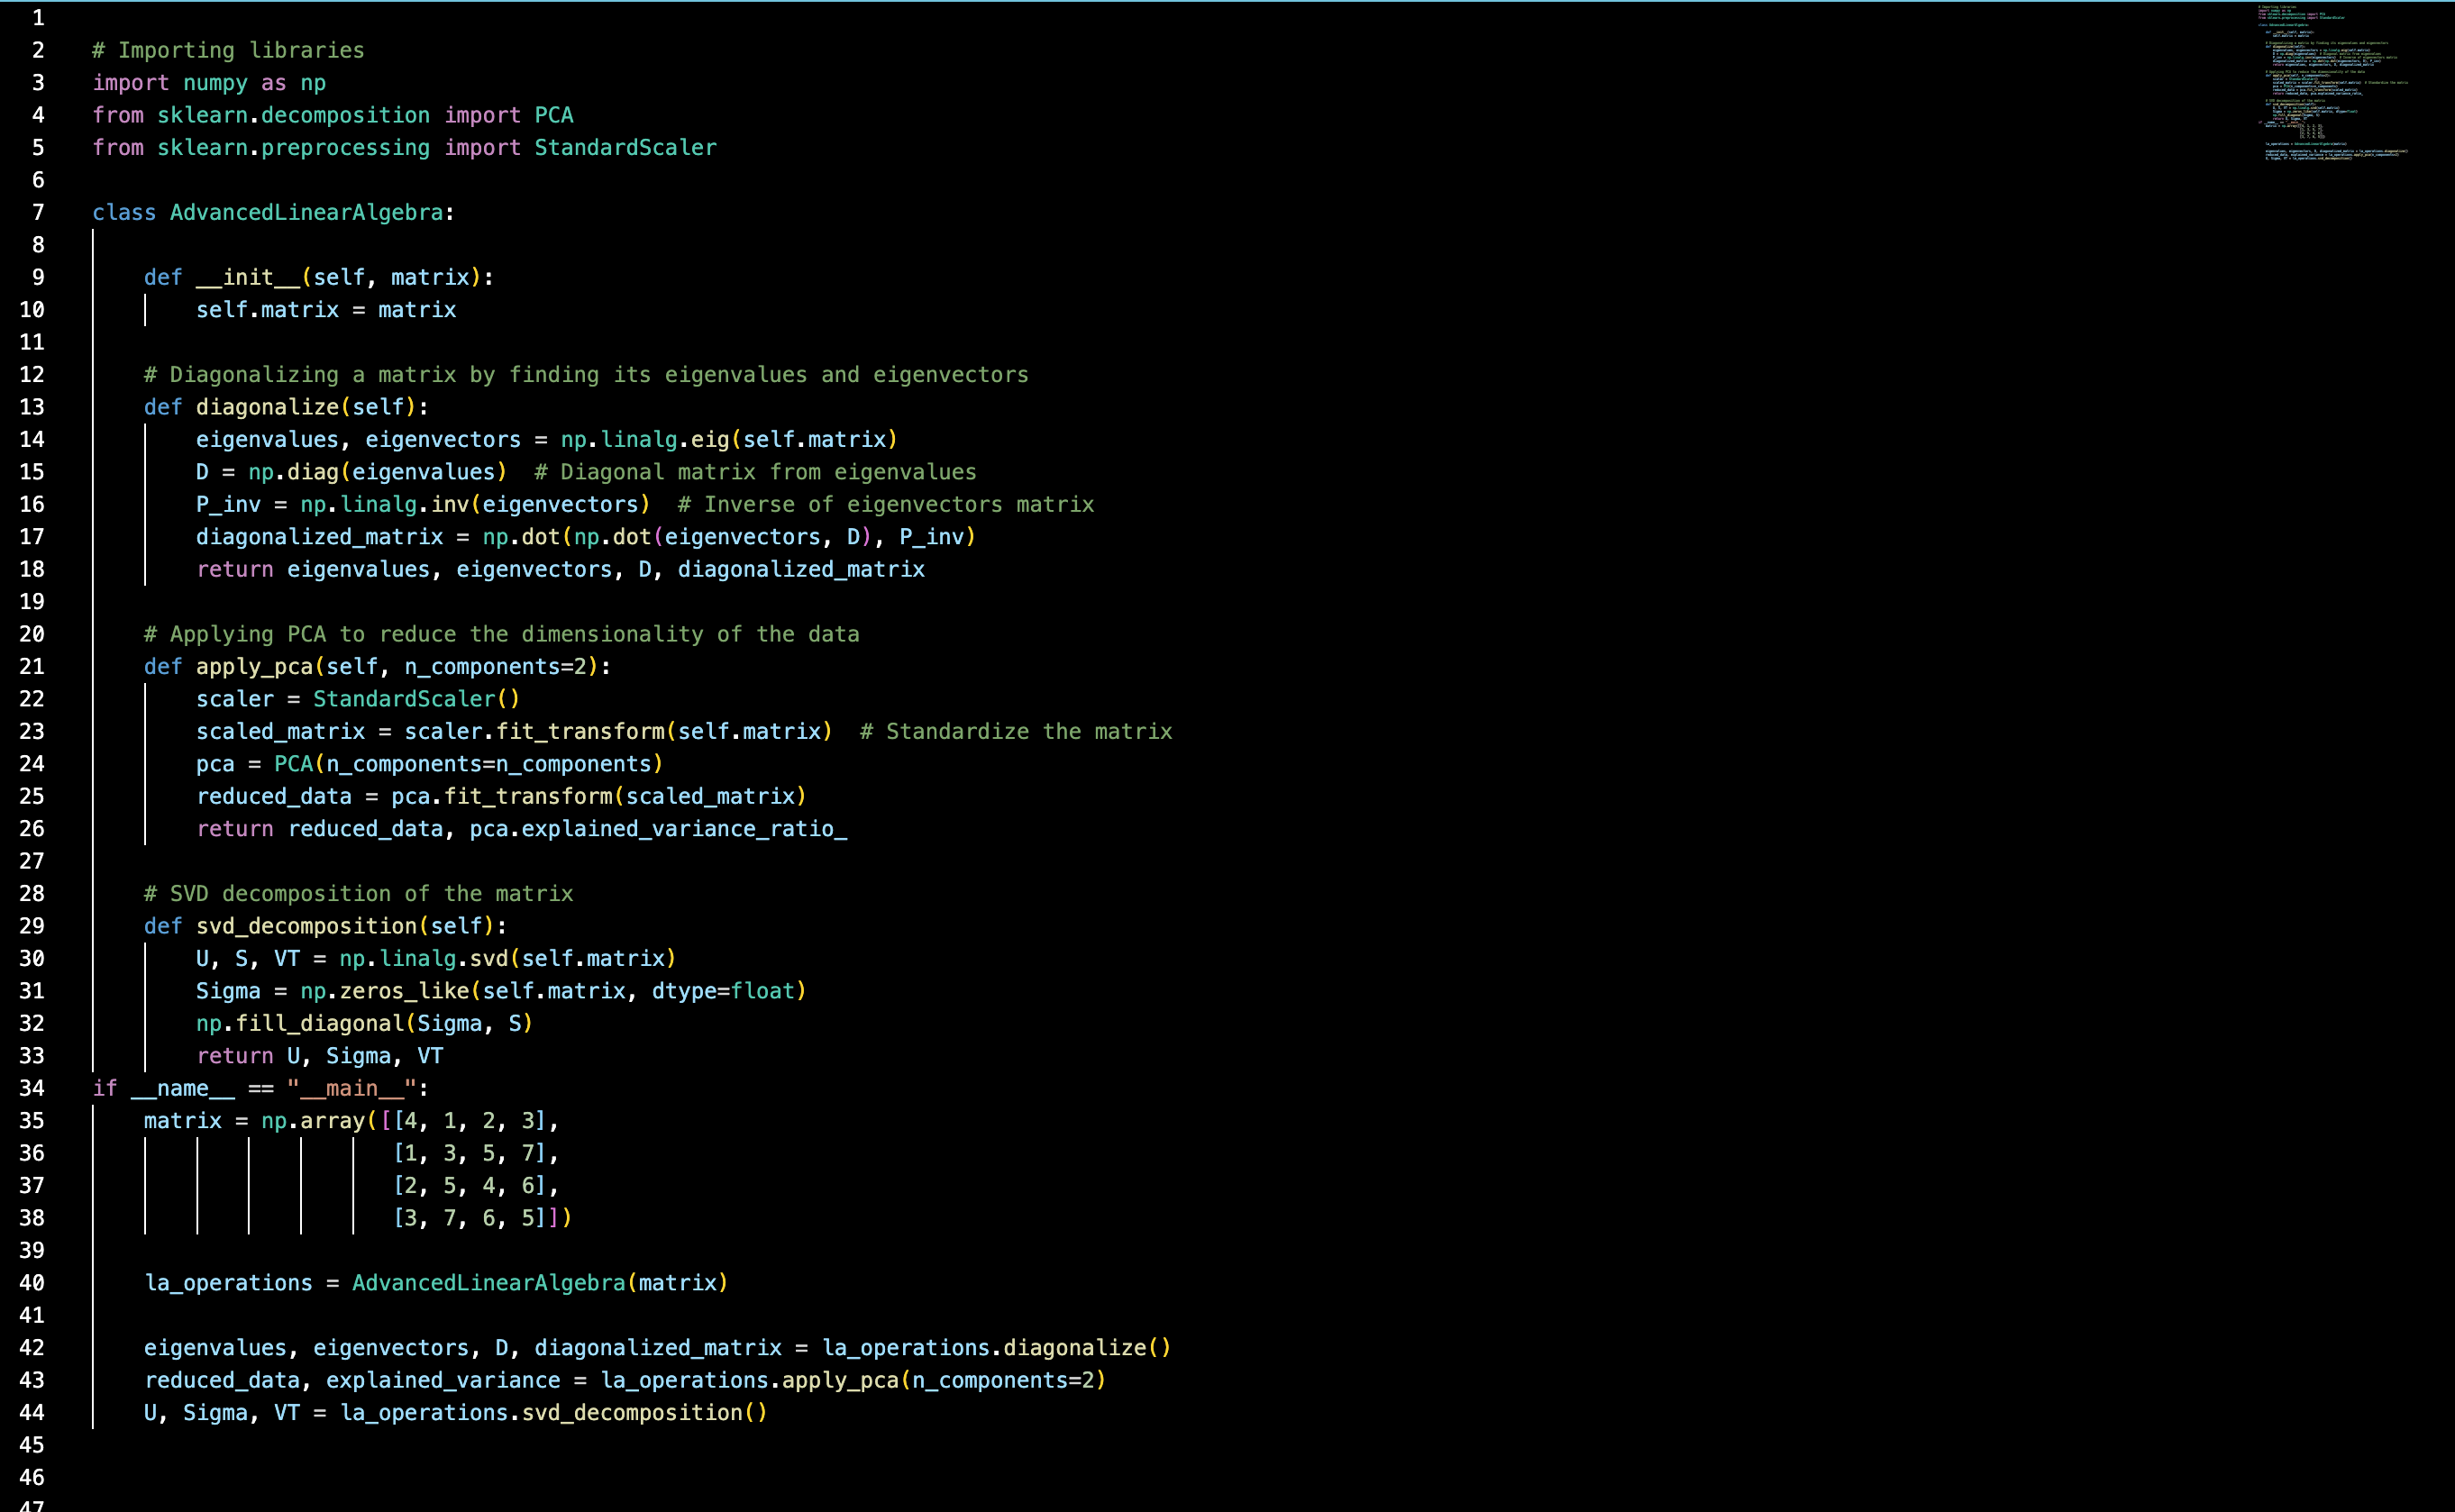 1
2 # Importing libraries
3 import numpy as np
4 from sklearn.decomposition import PCA
5 from sklearn.preprocessing import StandardScaler
6
7 class AdvancedLinearAlgebra:
8
9     def __init__(self, matrix):
10         self.matrix = matrix
11
12     # Diagonalizing a matrix by finding its eigenvalues and eigenvectors
13     def diagonalize(self):
14         eigenvalues, eigenvectors = np.linalg.eig(self.matrix)
15         D = np.diag(eigenvalues)  # Diagonal matrix from eigenvalues
16         P_inv = np.linalg.inv(eigenvectors)  # Inverse of eigenvectors matrix
17         diagonalized_matrix = np.dot(np.dot(eigenvectors, D), P_inv)
18         return eigenvalues, eigenvectors, D, diagonalized_matrix
19
20     # Applying PCA to reduce the dimensionality of the data
21     def apply_pca(self, n_components=2):
22         scaler = StandardScaler()
23         scaled_matrix = scaler.fit_transform(self.matrix)  # Standardize the matrix
24         pca = PCA(n_components=n_components)
25         reduced_data = pca.fit_transform(scaled_matrix)
26         return reduced_data, pca.explained_variance_ratio_
27
28     # SVD decomposition of the matrix
29     def svd_decomposition(self):
30         U, S, VT = np.linalg.svd(self.matrix)
31         Sigma = np.zeros_like(self.matrix, dtype=float)
32         np.fill_diagonal(Sigma, S)
33         return U, Sigma, VT
34 if __name__ == "__main__":
35     matrix = np.array([[4, 1, 2, 3],
36                        [1, 3, 5, 7],
37                        [2, 5, 4, 6],
38                        [3, 7, 6, 5]])
39
40     la_operations = AdvancedLinearAlgebra(matrix)
41
42     eigenvalues, eigenvectors, D, diagonalized_matrix = la_operations.diagonalize()
43     reduced_data, explained_variance = la_operations.apply_pca(n_components=2)
44     U, Sigma, VT = la_operations.svd_decomposition()
45
46
47